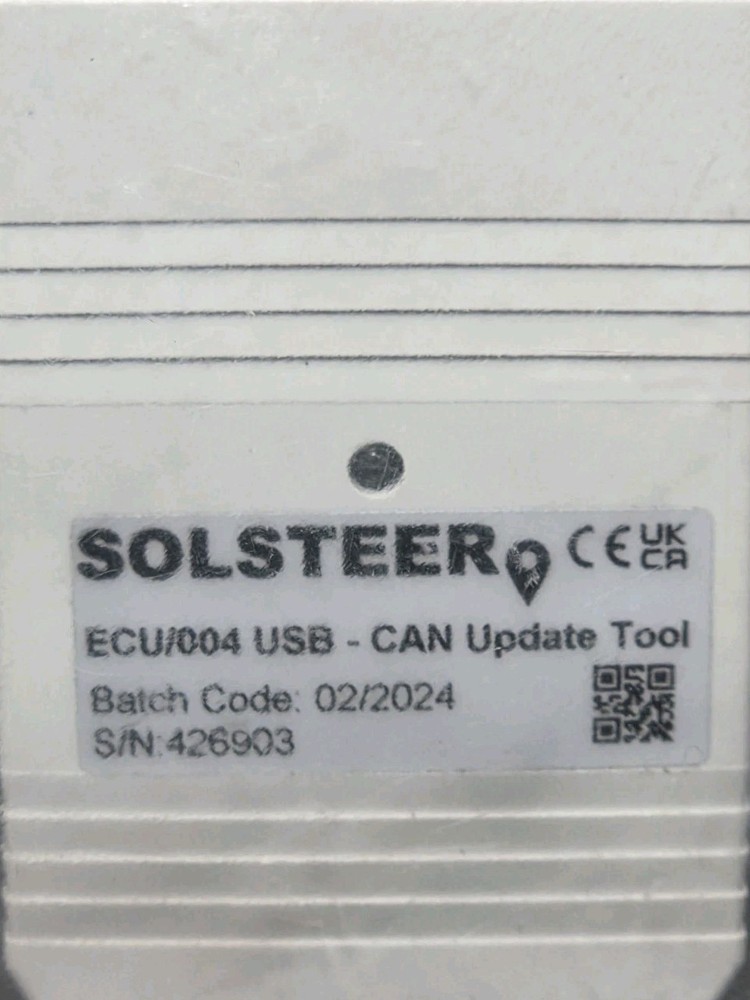 SOLSTEER CE UK
CA
ECU/004 USB - CAN Update Tool
Batch Code: 02/2024
S/N:426903